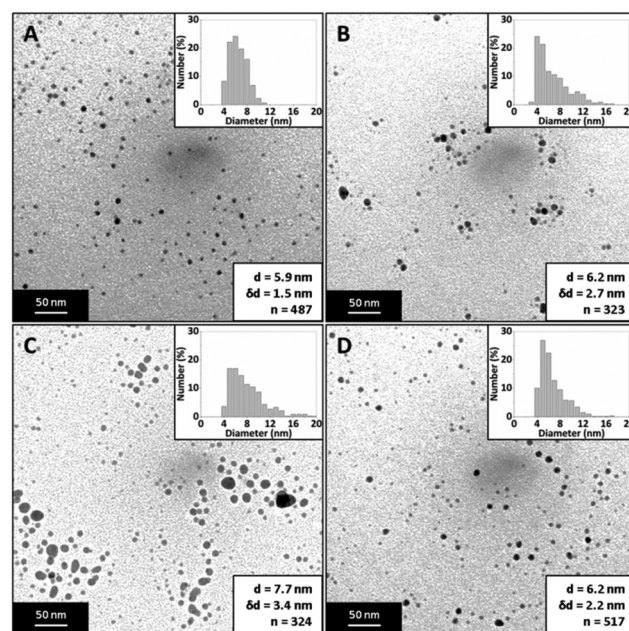 A
30
20
10
0
Number (%)
0 4 8 12 16 20
Diameter (nm)
d = 5.9 nm
δd = 1.5 nm
n = 487
50 nm
B
30
20
10
0
Number (%)
0 4 8 12 16 20
Diameter (nm)
d = 6.2 nm
δd = 2.7 nm
n = 323
50 nm
C
30
20
10
0
Number (%)
0 4 8 12 16 20
Diameter (nm)
d = 7.7 nm
δd = 3.4 nm
n = 324
50 nm
D
30
20
10
0
Number (%)
0 4 8 12 16
Diameter (nm)
d = 6.2 nm
δd = 2.2 nm
n = 517
50 nm